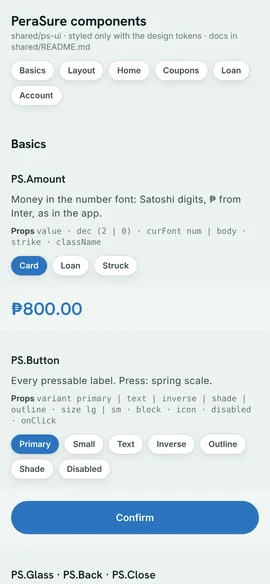 PeraSure components
shared/ps-ui · styled only with the design tokens · docs in
shared/README.md
Basics
Layout
Home
Coupons
Loan
Account
Basics
PS.Amount
Money in the number font: Satoshi digits, ₱ from
Inter, as in the app.
Props value · dec (2 | 0) · curFont num | body ·
strike · className
Card
Loan
Struck
₱800.00
PS.Button
Every pressable label. Press: spring scale.
Props variant primary | text | inverse | shade |
outline · size lg | sm · block · icon · disabled
· onClick
Primary
Small
Text
Inverse
Outline
Shade
Disabled
Confirm
PS.Glass · PS.Back · PS.Close